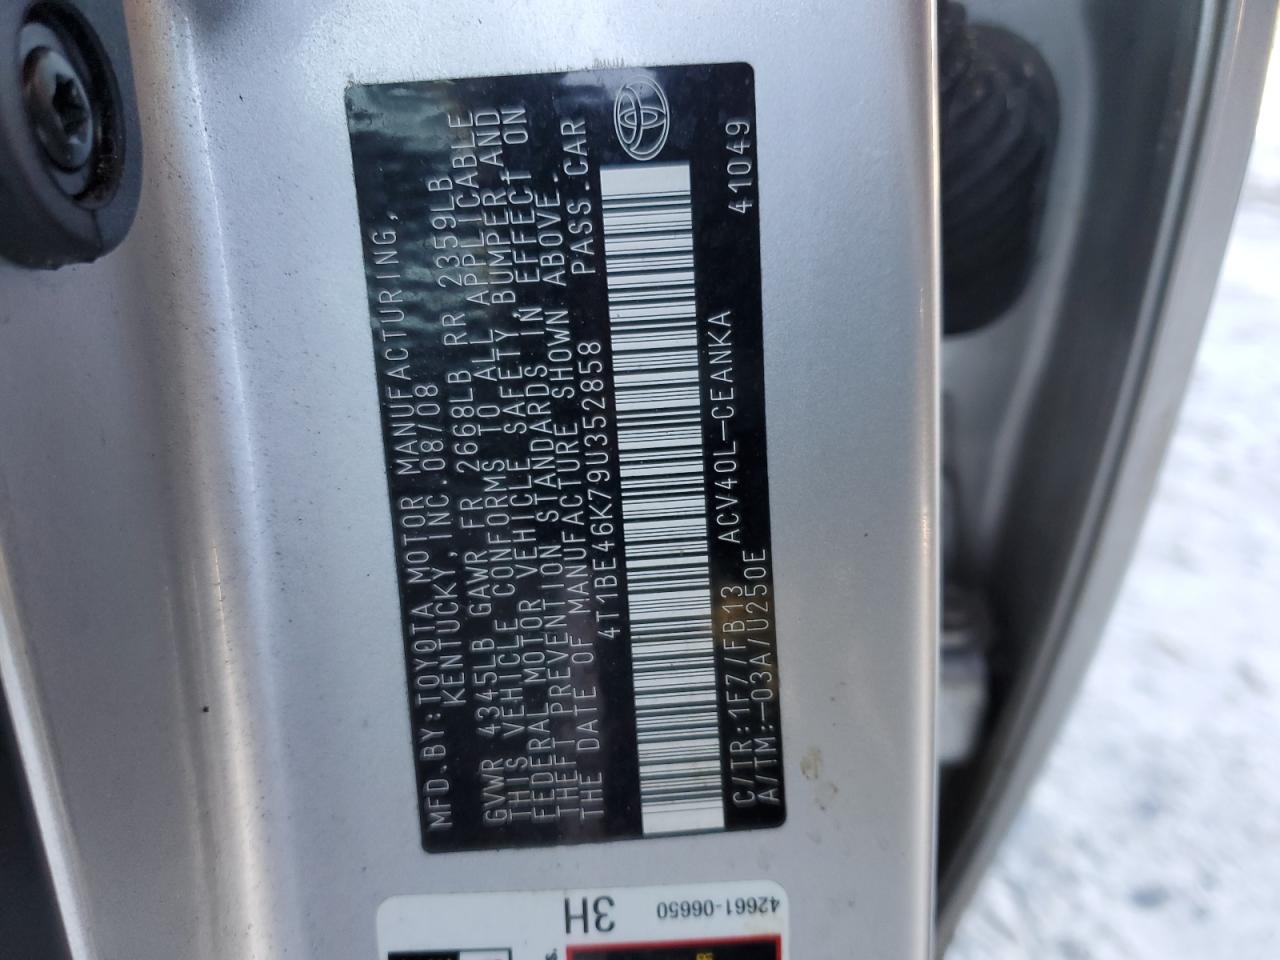 MFD.BY:TOYOTA MOTOR MANUFACTURING,
KENTUCKY, INC.08/08
GVWR 4345LB GAWR FR 2668LB RR 2359LB
THIS VEHICLE CONFORMS TO ALL APPLICABLE
FEDERAL MOTOR VEHICLE SAFETY, BUMPER, AND
THEFT PREVENTION STANDARDS IN EFFECT ON
THE DATE OF MANUFACTURE SHOWN ABOVE.
4T1BE46K79U352858 PASS.CAR
C/TR:1F7/FB13 ACV40L-CEANKA 41049
A/TM:-03A/U250E
42661-06650
3H